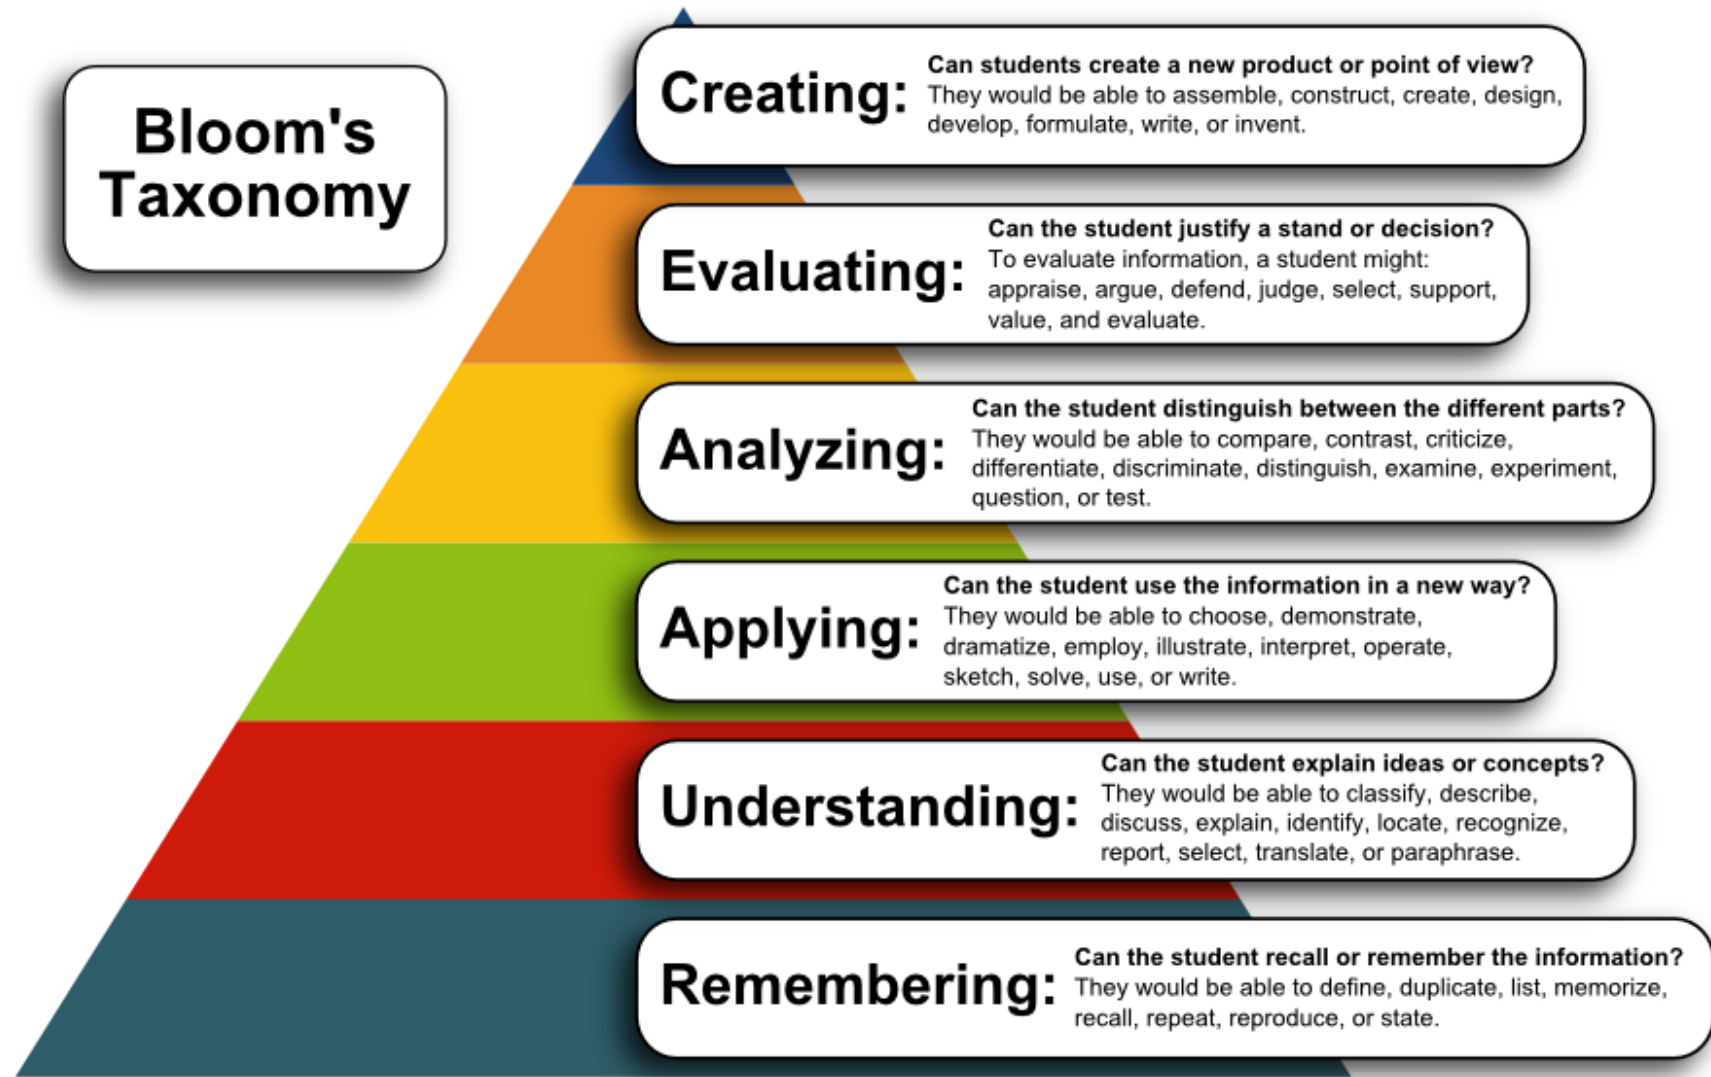 Bloom's
Taxonomy
Creating:
Can students create a new product or point of view?
They would be able to assemble, construct, create, design,
develop, formulate, write, or invent.
Evaluating:
Can the student justify a stand or decision?
To evaluate information, a student might:
appraise, argue, defend, judge, select, support,
value, and evaluate.
Analyzing:
Can the student distinguish between the different parts?
They would be able to compare, contrast, criticize,
differentiate, discriminate, distinguish, examine, experiment,
question, or test.
Applying:
Can the student use the information in a new way?
They would be able to choose, demonstrate,
dramatize, employ, illustrate, interpret, operate,
sketch, solve, use, or write.
Understanding:
Can the student explain ideas or concepts?
They would be able to classify, describe,
discuss, explain, identify, locate, recognize,
report, select, translate, or paraphrase.
Remembering:
Can the student recall or remember the information?
They would be able to define, duplicate, list, memorize,
recall, repeat, reproduce, or state.